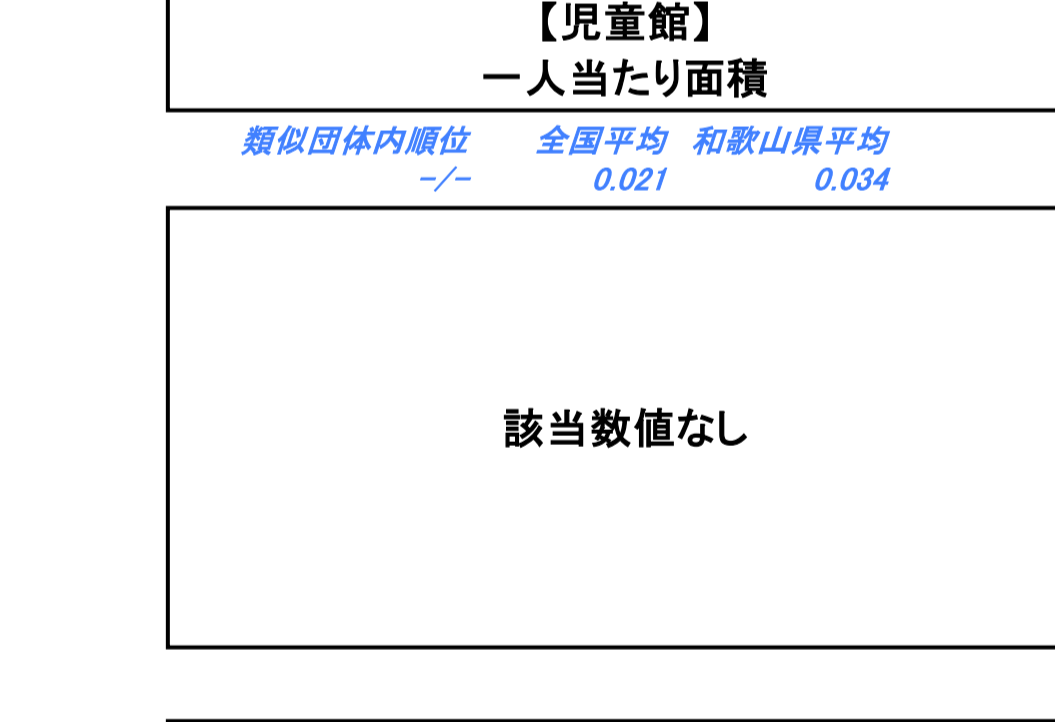 【児童館】
一人当たり面積
類似団体内順位 全国平均 和歌山県平均
-/- 0.021 0.034
該当数値なし